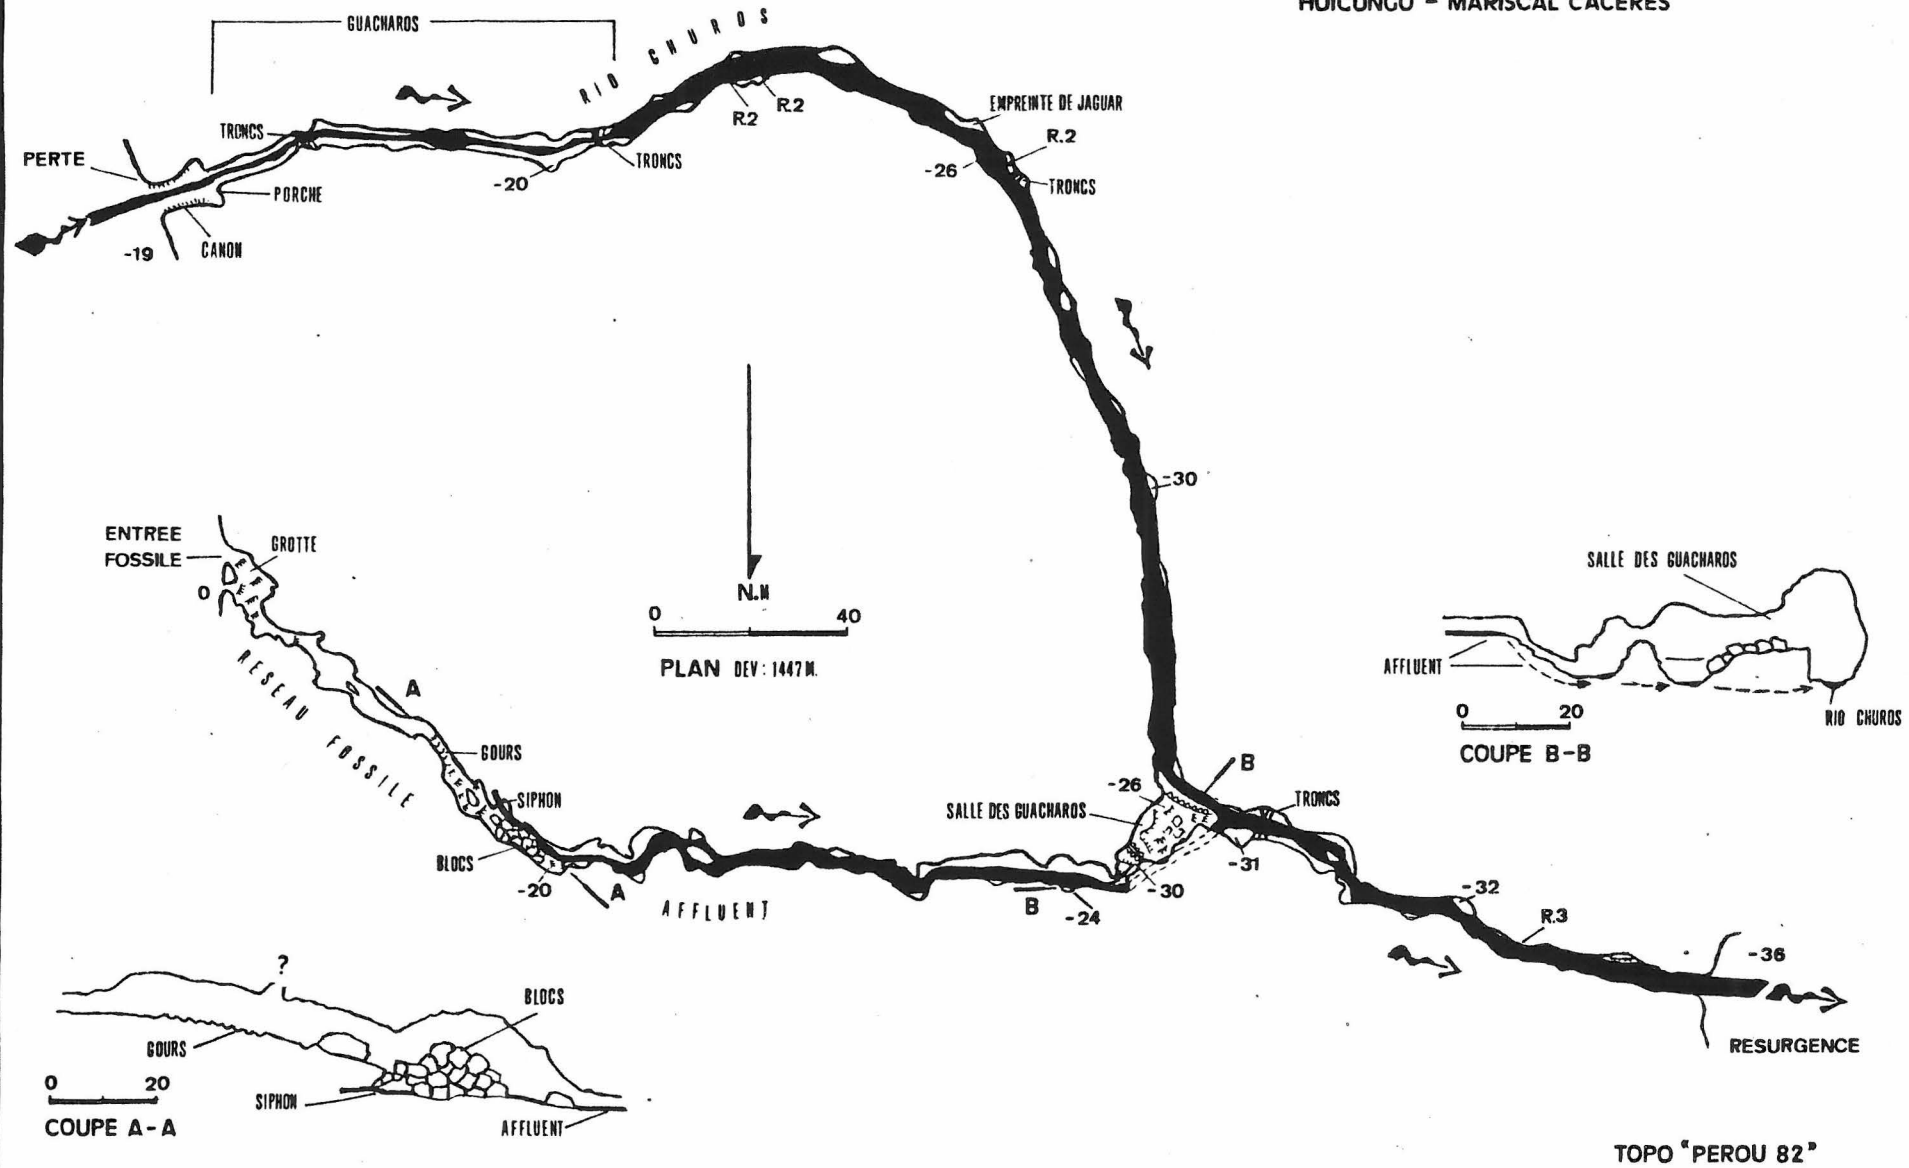 HUICUNGO - MARISCAL CACERES
GUACHAROS
RIO CHUROS
TRONCS
R.2
R.2
EMPREINTE DE JAGUAR
R.2
PERTE
TRONCS
-20
-26
TRONCS
PORCHE
-19
CANON
-30
ENTREE
FOSSILE
GROTTE
0
N.M
0 40
PLAN DEV: 1447 M.
SALLE DES GUACHAROS
AFFLUENT
0 20
RIO CHUROS
COUPE B-B
RESEAU FOSSILE
A
GOURS
SIPHON
BLOCS
-20
A
AFFLUENT
-26
B
SALLE DES GUACHAROS
TRONCS
-31
-30
B
-24
-32
R.3
-36
RESURGENCE
?
BLOCS
GOURS
0 20
SIPHON
COUPE A-A
AFFLUENT
TOPO "PEROU 82"